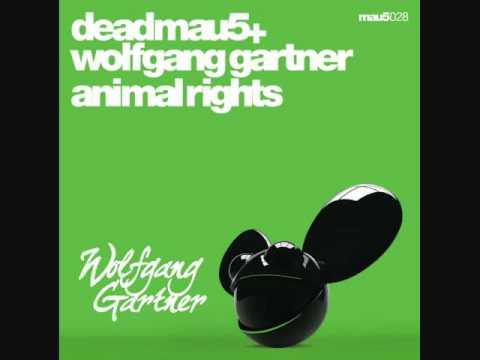 deadmau5+
mau5028
wolfgang gartner
animal rights
Wolfgang
Gartner